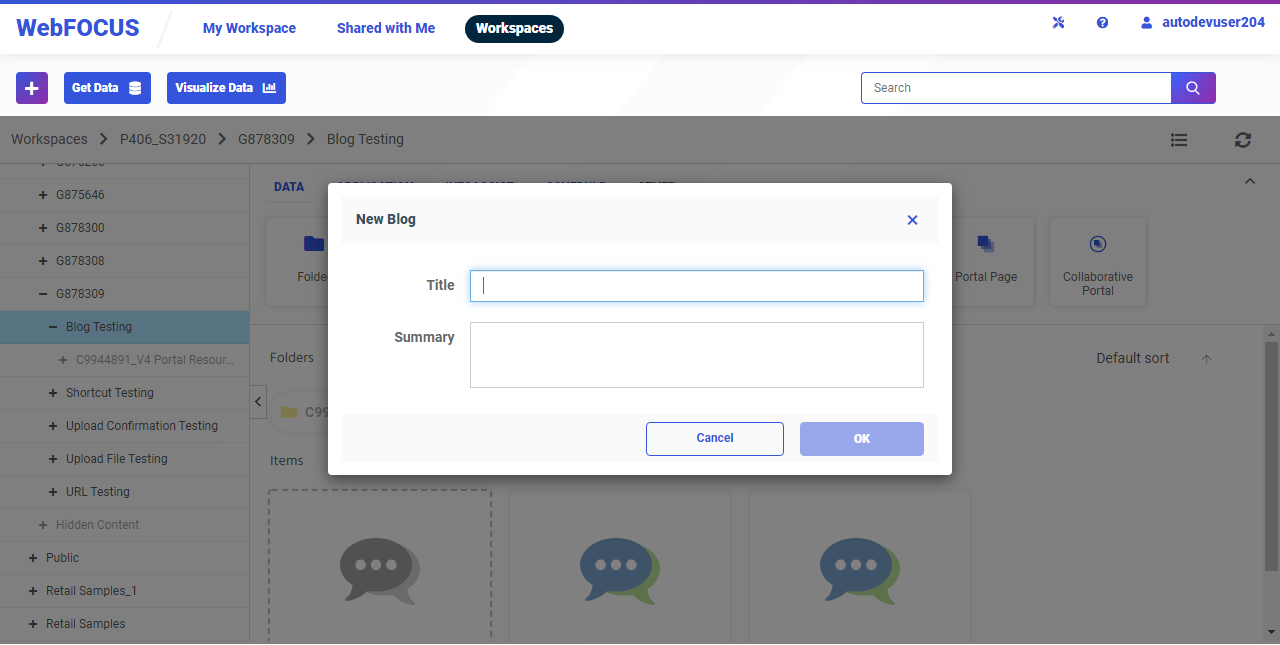 WebFOCUS
My Workspace
Shared with Me
Workspaces
autodevuser204
Get Data
Visualize Data
Search
Workspaces
P406_S31920
G878309
Blog Testing
G875646
G878300
G878308
G878309
Blog Testing
C9944891_V4 Portal Resour...
Shortcut Testing
Upload Confirmation Testing
Upload File Testing
URL Testing
Hidden Content
Public
Retail Samples_1
Retail Samples
DATA
Portal Page
Collaborative
Portal
Folders
Default sort
Items
New Blog
Title
Summary
Cancel
OK